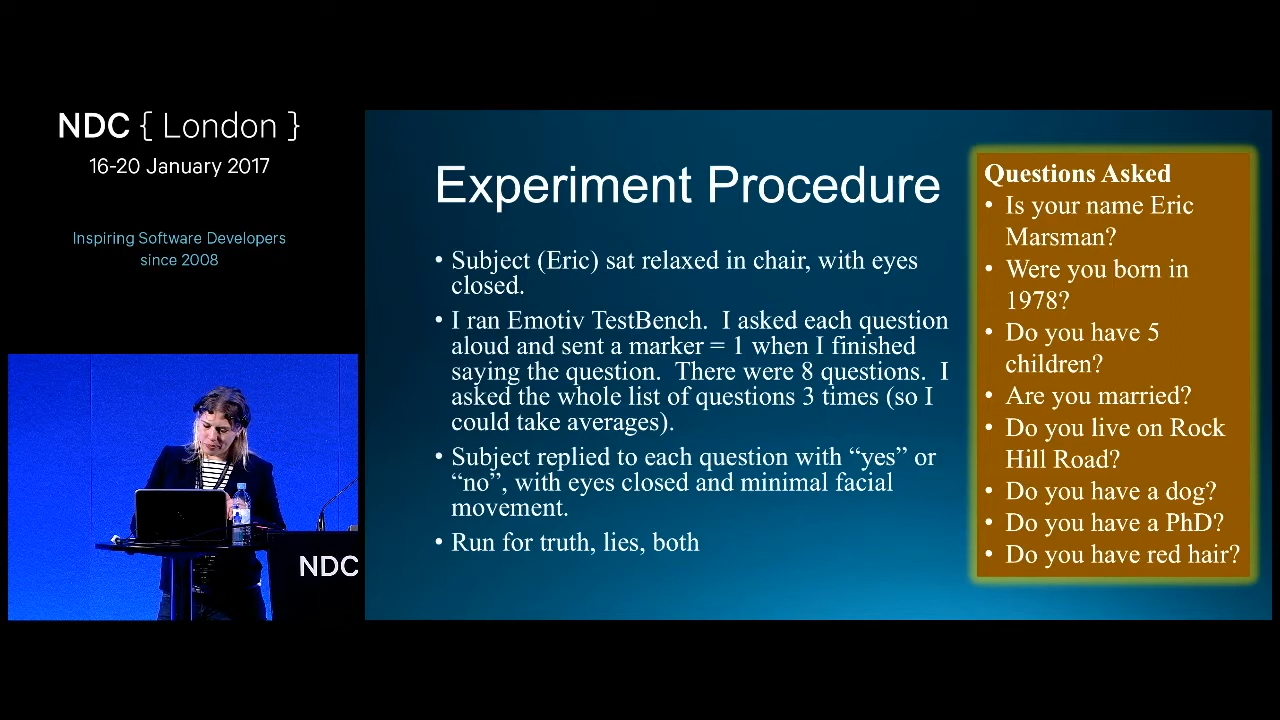 NDC { London }
16-20 January 2017
Inspiring Software Developers
since 2008
NDC
Experiment Procedure
• Subject (Eric) sat relaxed in chair, with eyes
closed.
• I ran Emotiv TestBench.  I asked each question
aloud and sent a marker = 1 when I finished
saying the question.  There were 8 questions.  I
asked the whole list of questions 3 times (so I
could take averages).
• Subject replied to each question with “yes” or
“no”, with eyes closed and minimal facial
movement.
• Run for truth, lies, both
Questions Asked
• Is your name Eric
Marsman?
• Were you born in
1978?
• Do you have 5
children?
• Are you married?
• Do you live on Rock
Hill Road?
• Do you have a dog?
• Do you have a PhD?
• Do you have red hair?